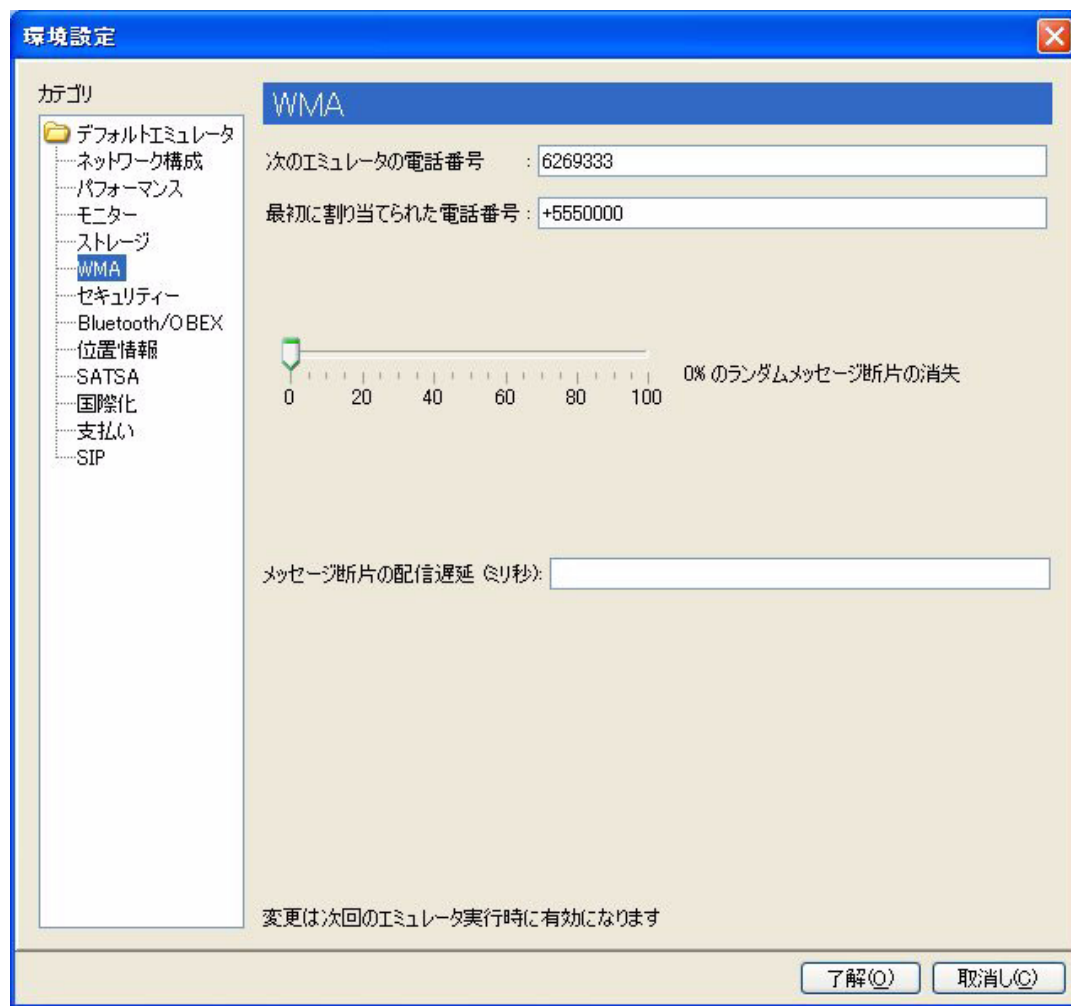 環境設定
カテゴリ
デフォルトエミュレータ
ネットワーク構成
パフォーマンス
モニター
ストレージ
WMA
セキュリティー
Bluetooth/OBEX
位置情報
SATSA
国際化
支払い
SIP
WMA
次のエミュレータの電話番号 : 6269333
最初に割り当てられた電話番号 : +5550000
0 20 40 60 80 100
0% のランダムメッセージ断片の消失
メッセージ断片の配信遅延 (ミリ秒):
変更は次回のエミュレータ実行時に有効になります
了解(O) 取消し(C)